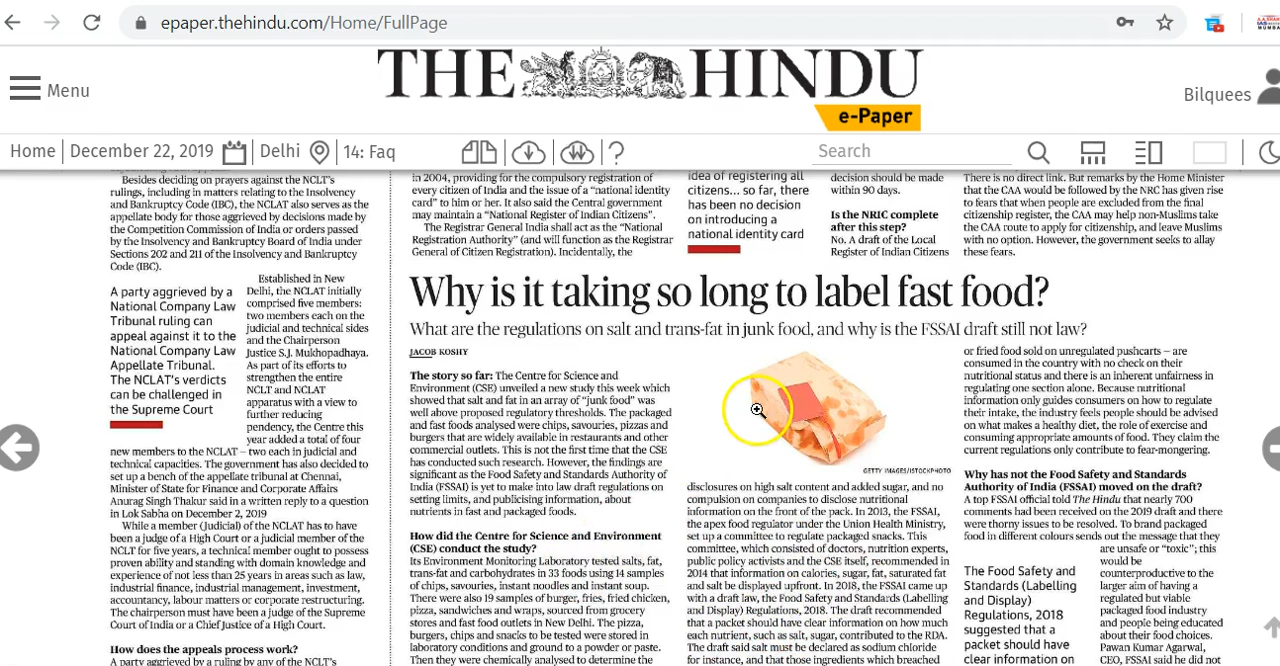 epaper.thehindu.com/Home/FullPage
Menu
THE HINDU
e-Paper
Bilquees
Home
December 22, 2019
Delhi
14: Faq
Search
Besides deciding on prayers against the NCLT's
rulings, including in matters relating to the Insolvency
and Bankruptcy Code (IBC), the NCLAT also serves as the
appellate body for those aggrieved by decisions made by
the Competition Commission of India or orders passed
by the Insolvency and Bankruptcy Board of India under
Sections 202 and 211 of the Insolvency and Bankruptcy
Code (IBC).
A party aggrieved by a
National Company Law
Tribunal ruling can
appeal against it to the
National Company Law
Appellate Tribunal.
The NCLAT's verdicts
can be challenged in
the Supreme Court
Established in New
Delhi, the NCLAT initially
comprised five members:
two members each on the
judicial and technical sides
and the Chairperson
Justice S.J. Mukhopadhaya.
As part of its efforts to
strengthen the entire
NCLT and NCLAT
apparatus with a view to
further reducing
pendency, the Centre this
year added a total of four
new members to the NCLAT – two each in judicial and
technical capacities. The government has also decided to
set up a bench of the appellate tribunal at Chennai,
Minister of State for Finance and Corporate Affairs
Anurag Singh Thakur said in a written reply to a question
in Lok Sabha on December 2, 2019
While a member (Judicial) of the NCLAT has to have
been a judge of a High Court or a judicial member of the
NCLT for five years, a technical member ought to possess
proven ability and standing with domain knowledge and
experience of not less than 25 years in areas such as law,
industrial finance, industrial management, investment,
accountancy, labour matters or corporate restructuring.
The chairperson must have been a judge of the Supreme
Court of India or a Chief Justice of a High Court.
How does the appeals process work?
A party aggrieved by a ruling by any of the NCLT's
in 2004, providing for the compulsory registration of
every citizen of India and the issue of a "national identity
card" to him or her. It also said the Central government
may maintain a "National Register of Indian Citizens".
The Registrar General India shall act as the "National
Registration Authority" (and will function as the Registrar
General of Citizen Registration). Incidentally, the
idea of registering all
citizens... so far, there
has been no decision
on introducing a
national identity card
decision should be made
within 90 days.
Is the NRIC complete
after this step?
No. A draft of the Local
Register of Indian Citizens
There is no direct link. But remarks by the Home Minister
that the CAA would be followed by the NRC has given rise
to fears that when people are excluded from the final
citizenship register, the CAA may help non-Muslims take
the CAA route to apply for citizenship, and leave Muslims
with no option. However, the government seeks to allay
these fears.
Why is it taking so long to label fast food?
What are the regulations on salt and trans-fat in junk food, and why is the FSSAI draft still not law?
JACOB KOSHY
The story so far: The Centre for Science and
Environment (CSE) unveiled a new study this week which
showed that salt and fat in an array of "junk food" was
well above proposed regulatory thresholds. The packaged
and fast foods analysed were chips, savouries, pizzas and
burgers that are widely available in restaurants and other
commercial outlets. This is not the first time that the CSE
has conducted such research. However, the findings are
significant as the Food Safety and Standards Authority of
India (FSSAI) is yet to make into law draft regulations on
setting limits, and publicising information, about
nutrients in fast and packaged foods.
How did the Centre for Science and Environment
(CSE) conduct the study?
Its Environment Monitoring Laboratory tested salts, fat,
trans-fat and carbohydrates in 33 foods using 14 samples
of chips, savouries, instant noodles and instant soup.
There were also 19 samples of burger, fries, fried chicken,
pizza, sandwiches and wraps, sourced from grocery
stores and fast food outlets in New Delhi. The pizza,
burgers, chips and snacks to be tested were stored in
laboratory conditions and ground to a powder or paste.
Then they were chemically analysed to determine the
GETTY IMAGES/ISTOCKPHOTO
disclosures on high salt content and added sugar, and no
compulsion on companies to disclose nutritional
information on the front of the pack. In 2013, the FSSAI,
the apex food regulator under the Union Health Ministry,
set up a committee to regulate packaged snacks. This
committee, which consisted of doctors, nutrition experts,
public policy activists and the CSE itself, recommended in
2014 that information on calories, sugar, fat, saturated fat
and salt be displayed upfront. In 2018, the FSSAI came up
with a draft law, the Food Safety and Standards (Labelling
and Display) Regulations, 2018. The draft recommended
that a packet should have clear information on how much
each nutrient, such as salt, sugar, contributed to the RDA.
The draft said salt must be declared as sodium chloride
for instance, and that those ingredients which breached
or fried food sold on unregulated pushcarts – are
consumed in the country with no check on their
nutritional status and there is an inherent unfairness in
regulating one section alone. Because nutritional
information only guides consumers on how to regulate
their intake, the industry feels people should be advised
on what makes a healthy diet, the role of exercise and
consuming appropriate amounts of food. They claim the
current regulations only contribute to fear-mongering.
Why has not the Food Safety and Standards
Authority of India (FSSAI) moved on the draft?
A top FSSAI official told The Hindu that nearly 700
comments had been received on the 2019 draft and there
were thorny issues to be resolved. To brand packaged
food in different colours sends out the message that they
are unsafe or "toxic"; this
would be
counterproductive to the
larger aim of having a
regulated but viable
packaged food industry
and people being educated
about their food choices.
Pawan Kumar Agarwal,
CEO, FSSAI said he did not
The Food Safety and
Standards (Labelling
and Display)
Regulations, 2018
suggested that a
packet should have
clear information on